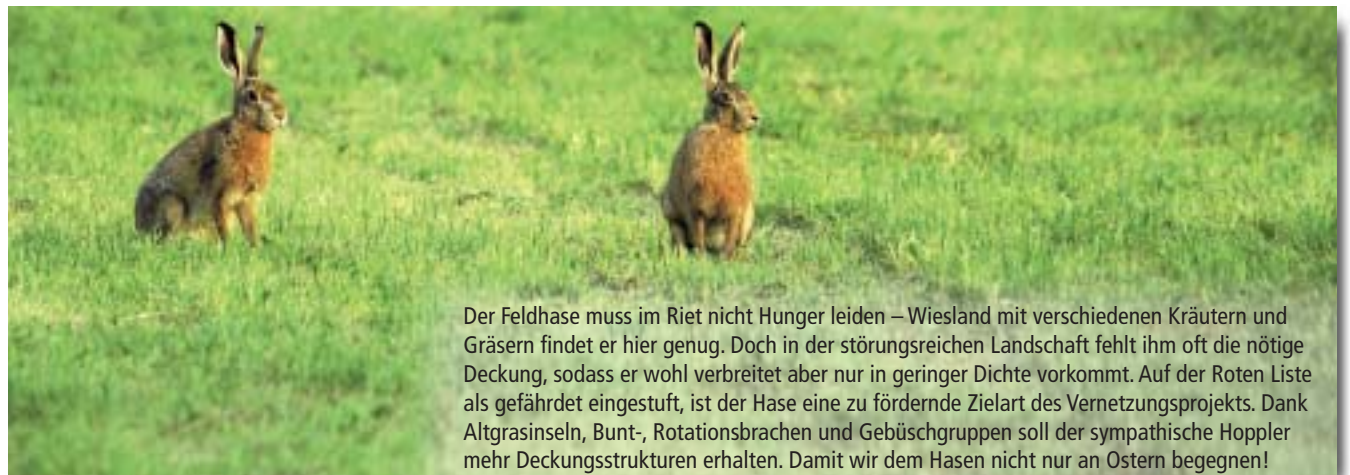 Der Feldhase muss im Riet nicht Hunger leiden – Wiesland mit verschiedenen Kräutern und
Gräsern findet er hier genug. Doch in der störungsreichen Landschaft fehlt ihm oft die nötige
Deckung, sodass er wohl verbreitet aber nur in geringer Dichte vorkommt. Auf der Roten Liste
als gefährdet eingestuft, ist der Hase eine zu fördernde Zielart des Vernetzungsprojekts. Dank
Altgrasinseln, Bunt-, Rotationsbrachen und Gebüschgruppen soll der sympathische Hoppler
mehr Deckungsstrukturen erhalten. Damit wir dem Hasen nicht nur an Ostern begegnen!